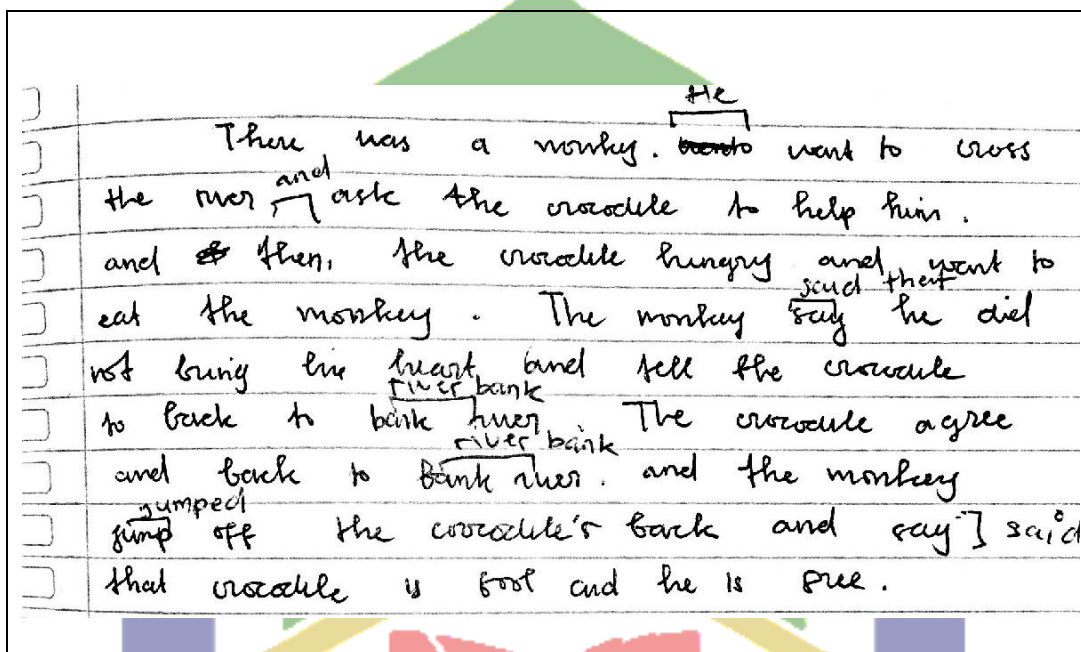 He
There was a monkey. wants want to cross
and
the river, ask the crocodile to help him.
and then, the crocodile hungry and want to
said that
eat the monkey. The monkey say he did
not bring his heart and tell the crocodile
river bank
to back to bank river. The crocodile agree
river bank
and back to bank river. and the monkey
jumped
jump off the crocodile's back and say said
that crocodile is fool and he is free.